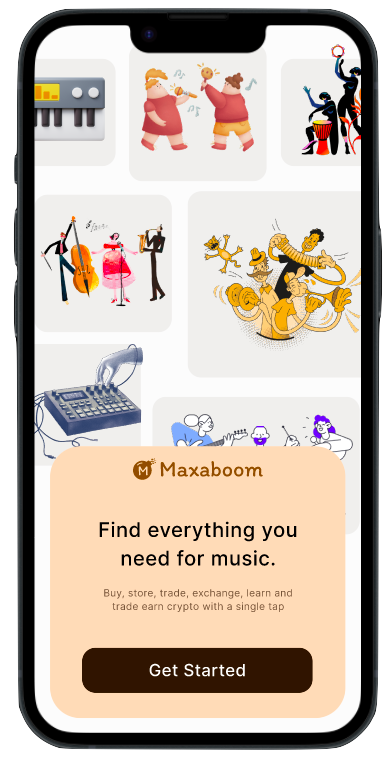 Maxaboom
Find everything you
need for music.
Buy, store, trade, exchange, learn and
trade earn crypto with a single tap
Get Started